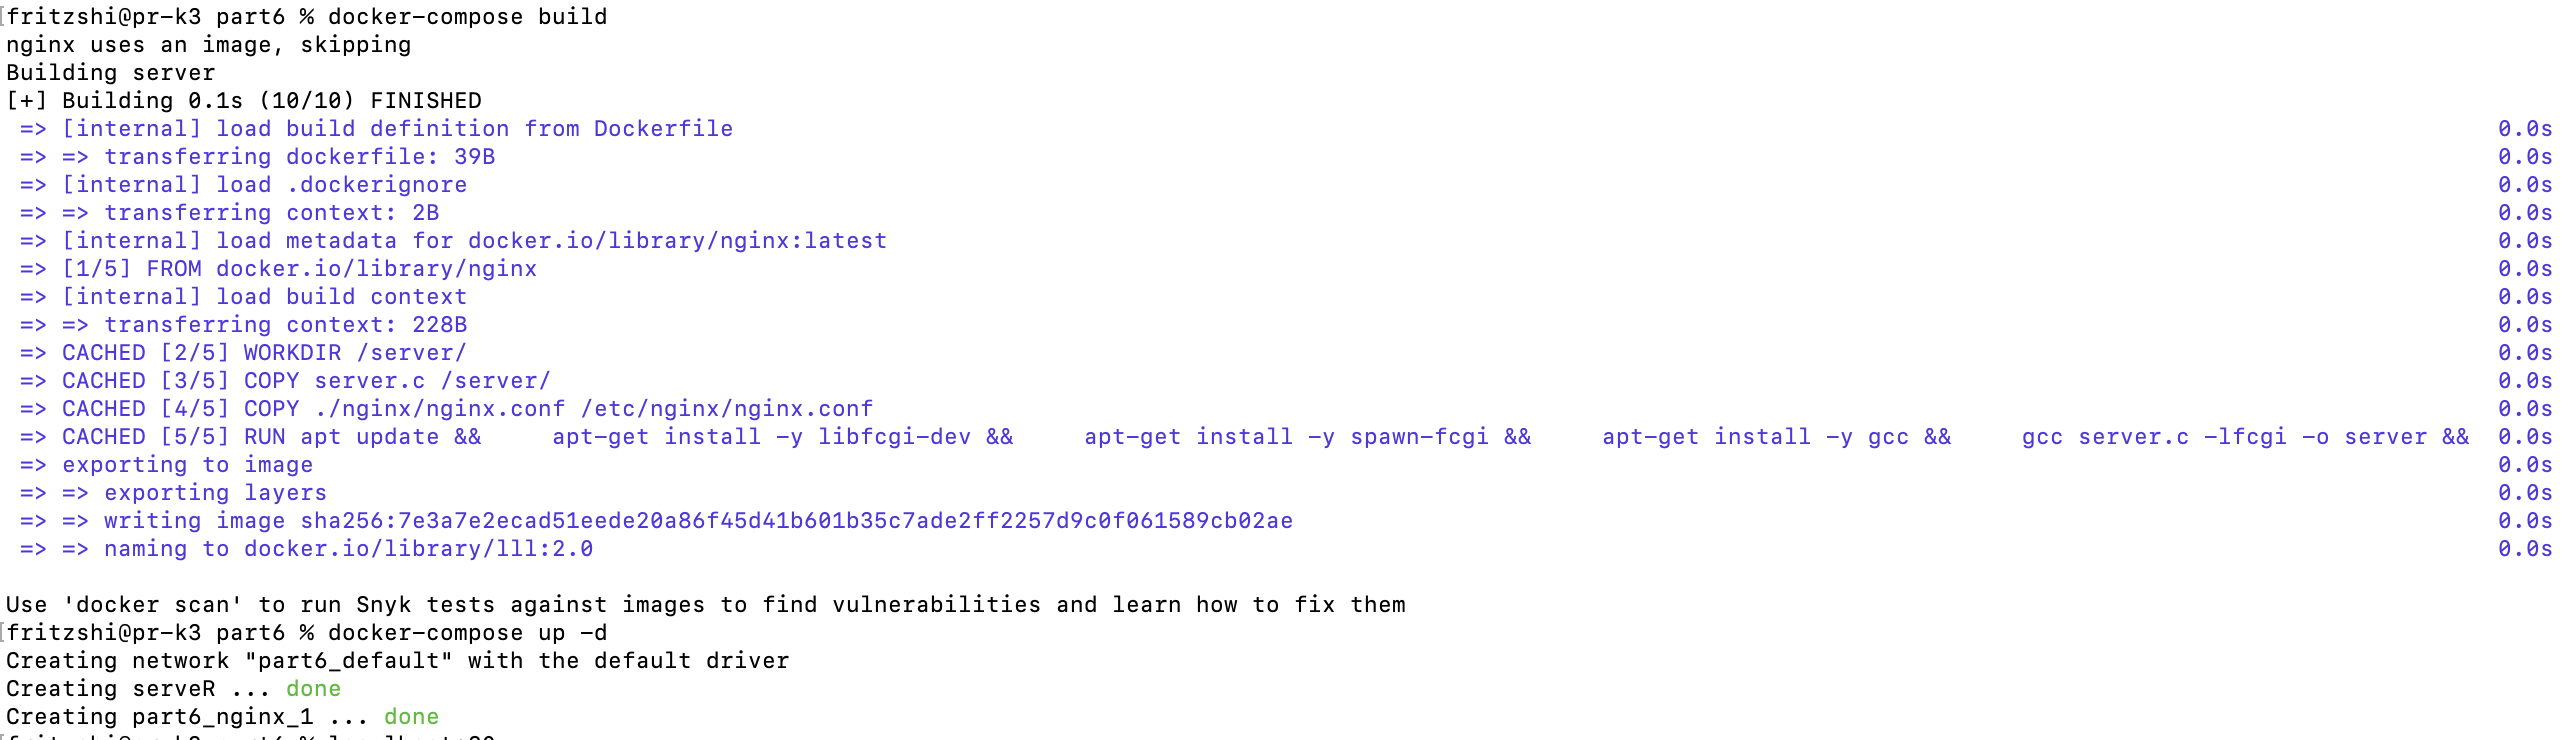 [fritzshi@pr-k3 part6 % docker-compose build
nginx uses an image, skipping
Building server
[+] Building 0.1s (10/10) FINISHED
 => [internal] load build definition from Dockerfile 0.0s
 => => transferring dockerfile: 39B 0.0s
 => [internal] load .dockerignore 0.0s
 => => transferring context: 2B 0.0s
 => [internal] load metadata for docker.io/library/nginx:latest 0.0s
 => [1/5] FROM docker.io/library/nginx 0.0s
 => [internal] load build context 0.0s
 => => transferring context: 228B 0.0s
 => CACHED [2/5] WORKDIR /server/ 0.0s
 => CACHED [3/5] COPY server.c /server/ 0.0s
 => CACHED [4/5] COPY ./nginx/nginx.conf /etc/nginx/nginx.conf 0.0s
 => CACHED [5/5] RUN apt update &&     apt-get install -y libfcgi-dev &&     apt-get install -y spawn-fcgi &&     apt-get install -y gcc &&     gcc server.c -lfcgi -o server && 0.0s
 => exporting to image 0.0s
 => => exporting layers 0.0s
 => => writing image sha256:7e3a7e2ecad51eede20a86f45d41b601b35c7ade2ff2257d9c0f061589cb02ae 0.0s
 => => naming to docker.io/library/lll:2.0 0.0s
Use 'docker scan' to run Snyk tests against images to find vulnerabilities and learn how to fix them
[fritzshi@pr-k3 part6 % docker-compose up -d
Creating network "part6_default" with the default driver
Creating serveR ... done
Creating part6_nginx_1 ... done